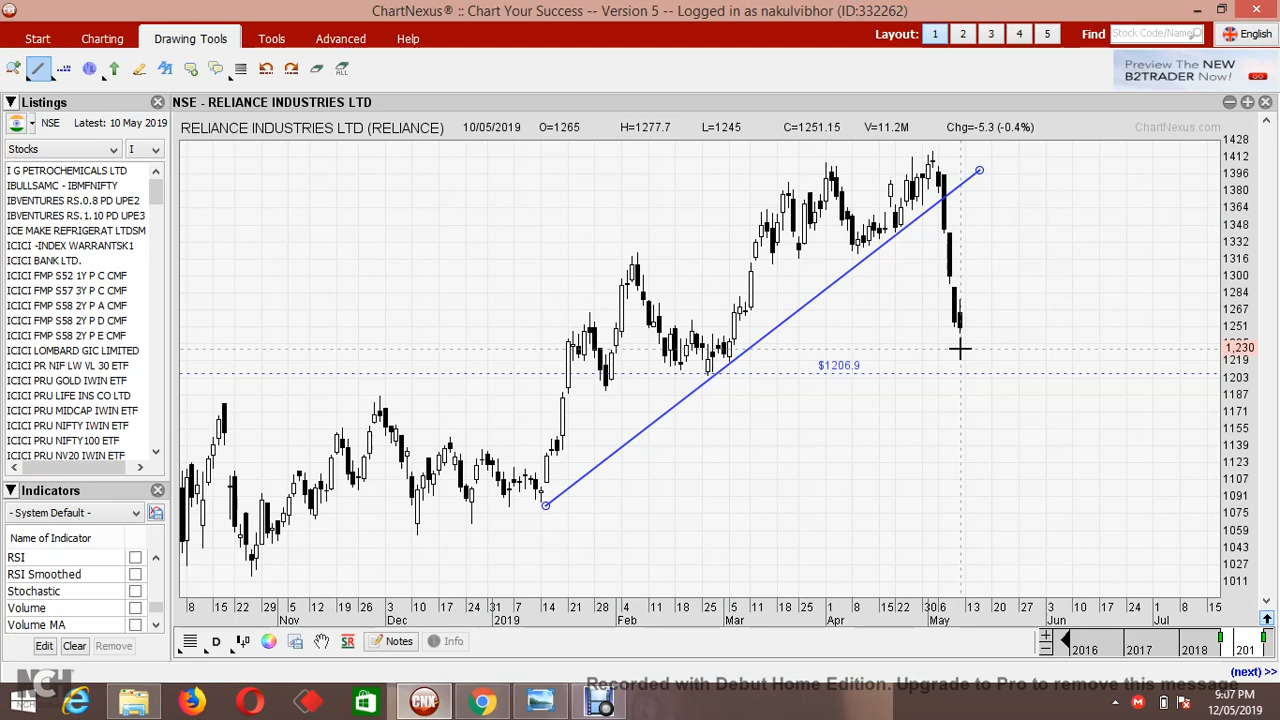 ChartNexus® :: Chart Your Success -- Version 5 -- Logged in as nakulvibhor (ID:332262)
Start Charting Drawing Tools Tools Advanced Help Layout: 1 2 3 4 5 Find Stock Code/Name English
ALL
Preview The NEW
B2TRADER Now! GO
Listings
NSE - RELIANCE INDUSTRIES LTD
NSE Latest: 10 May 2019
RELIANCE INDUSTRIES LTD (RELIANCE) 10/05/2019 O=1265 H=1277.7 L=1245 C=1251.15 V=11.2M Chg=-5.3 (-0.4%) ChartNexus.com
Stocks I
I G PETROCHEMICALS LTD
IBULLSAMC - IBMFNIFTY
IBVENTURES RS.0.8 PD UPE2
IBVENTURES RS.1.10 PD UPE3
ICE MAKE REFRIGERAT LTDSM
ICICI -INDEX WARRANTSK1
ICICI BANK LTD.
ICICI FMP S52 1Y P C CMF
ICICI FMP S58 2Y P C CMF
ICICI FMP S58 2Y P D CMF
ICICI FMP S58 2Y P A CMF
ICICI FMP S58 2Y P E CMF
ICICI LOMBARD GIC LIMITED
ICICI PR NIF LW VL 30 ETF
ICICI PRU GOLD IWIN ETF
ICICI PRU LIFE INS CO LTD
ICICI PRU MIDCAP IWIN ETF
ICICI PRU NIFTY IWIN ETF
ICICI PRU NIFTY100 ETF
ICICI PRU NV20 IWIN ETF
1428
1412
1396
1380
1364
1348
1332
1316
1300
1284
1267
1251
1,230
1219
1203
1187
1171
1155
1139
1123
1107
1091
1075
1059
1043
1027
1011
$1206.9
Indicators
- System Default -
Name of Indicator
RSI
RSI Smoothed
Stochastic
Volume
Volume MA
Edit Clear Remove
8 15 22 29 5 12 19 26 3 10 17 24 31 7 14 21 28 4 11 18 25 5 11 18 25 1 15 22 30 6 13 20 27 3 10 17 24 1 8 15
Nov Dec 2019 Feb Mar Apr May Jun Jul
D SR Notes Info
2016 2017 2018 201
(next) >>
NCH
Recorded with Debut Home Edition. Upgrade to Pro to remove this message
CNX
9:07 PM
12/05/2019